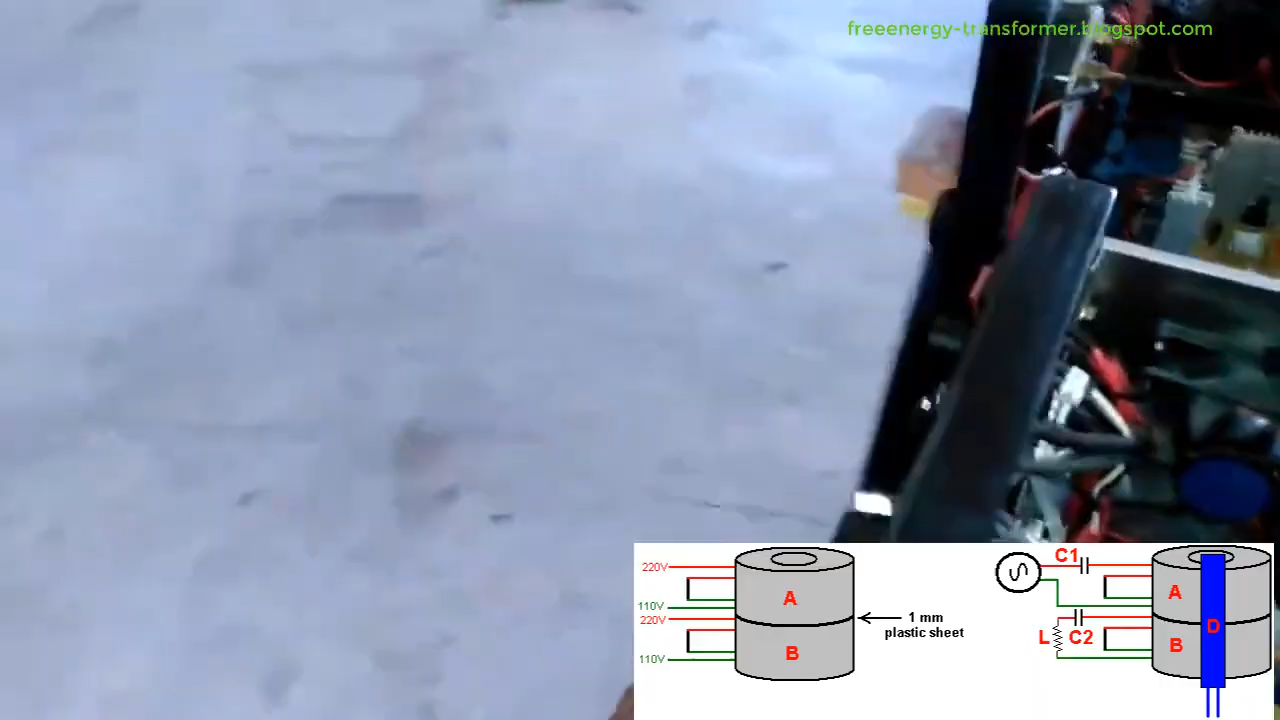 freeenergy-transformer.blogspot.com
220V
110V
220V
110V
A
B
1 mm
plastic sheet
C1
A
D
L
C2
B